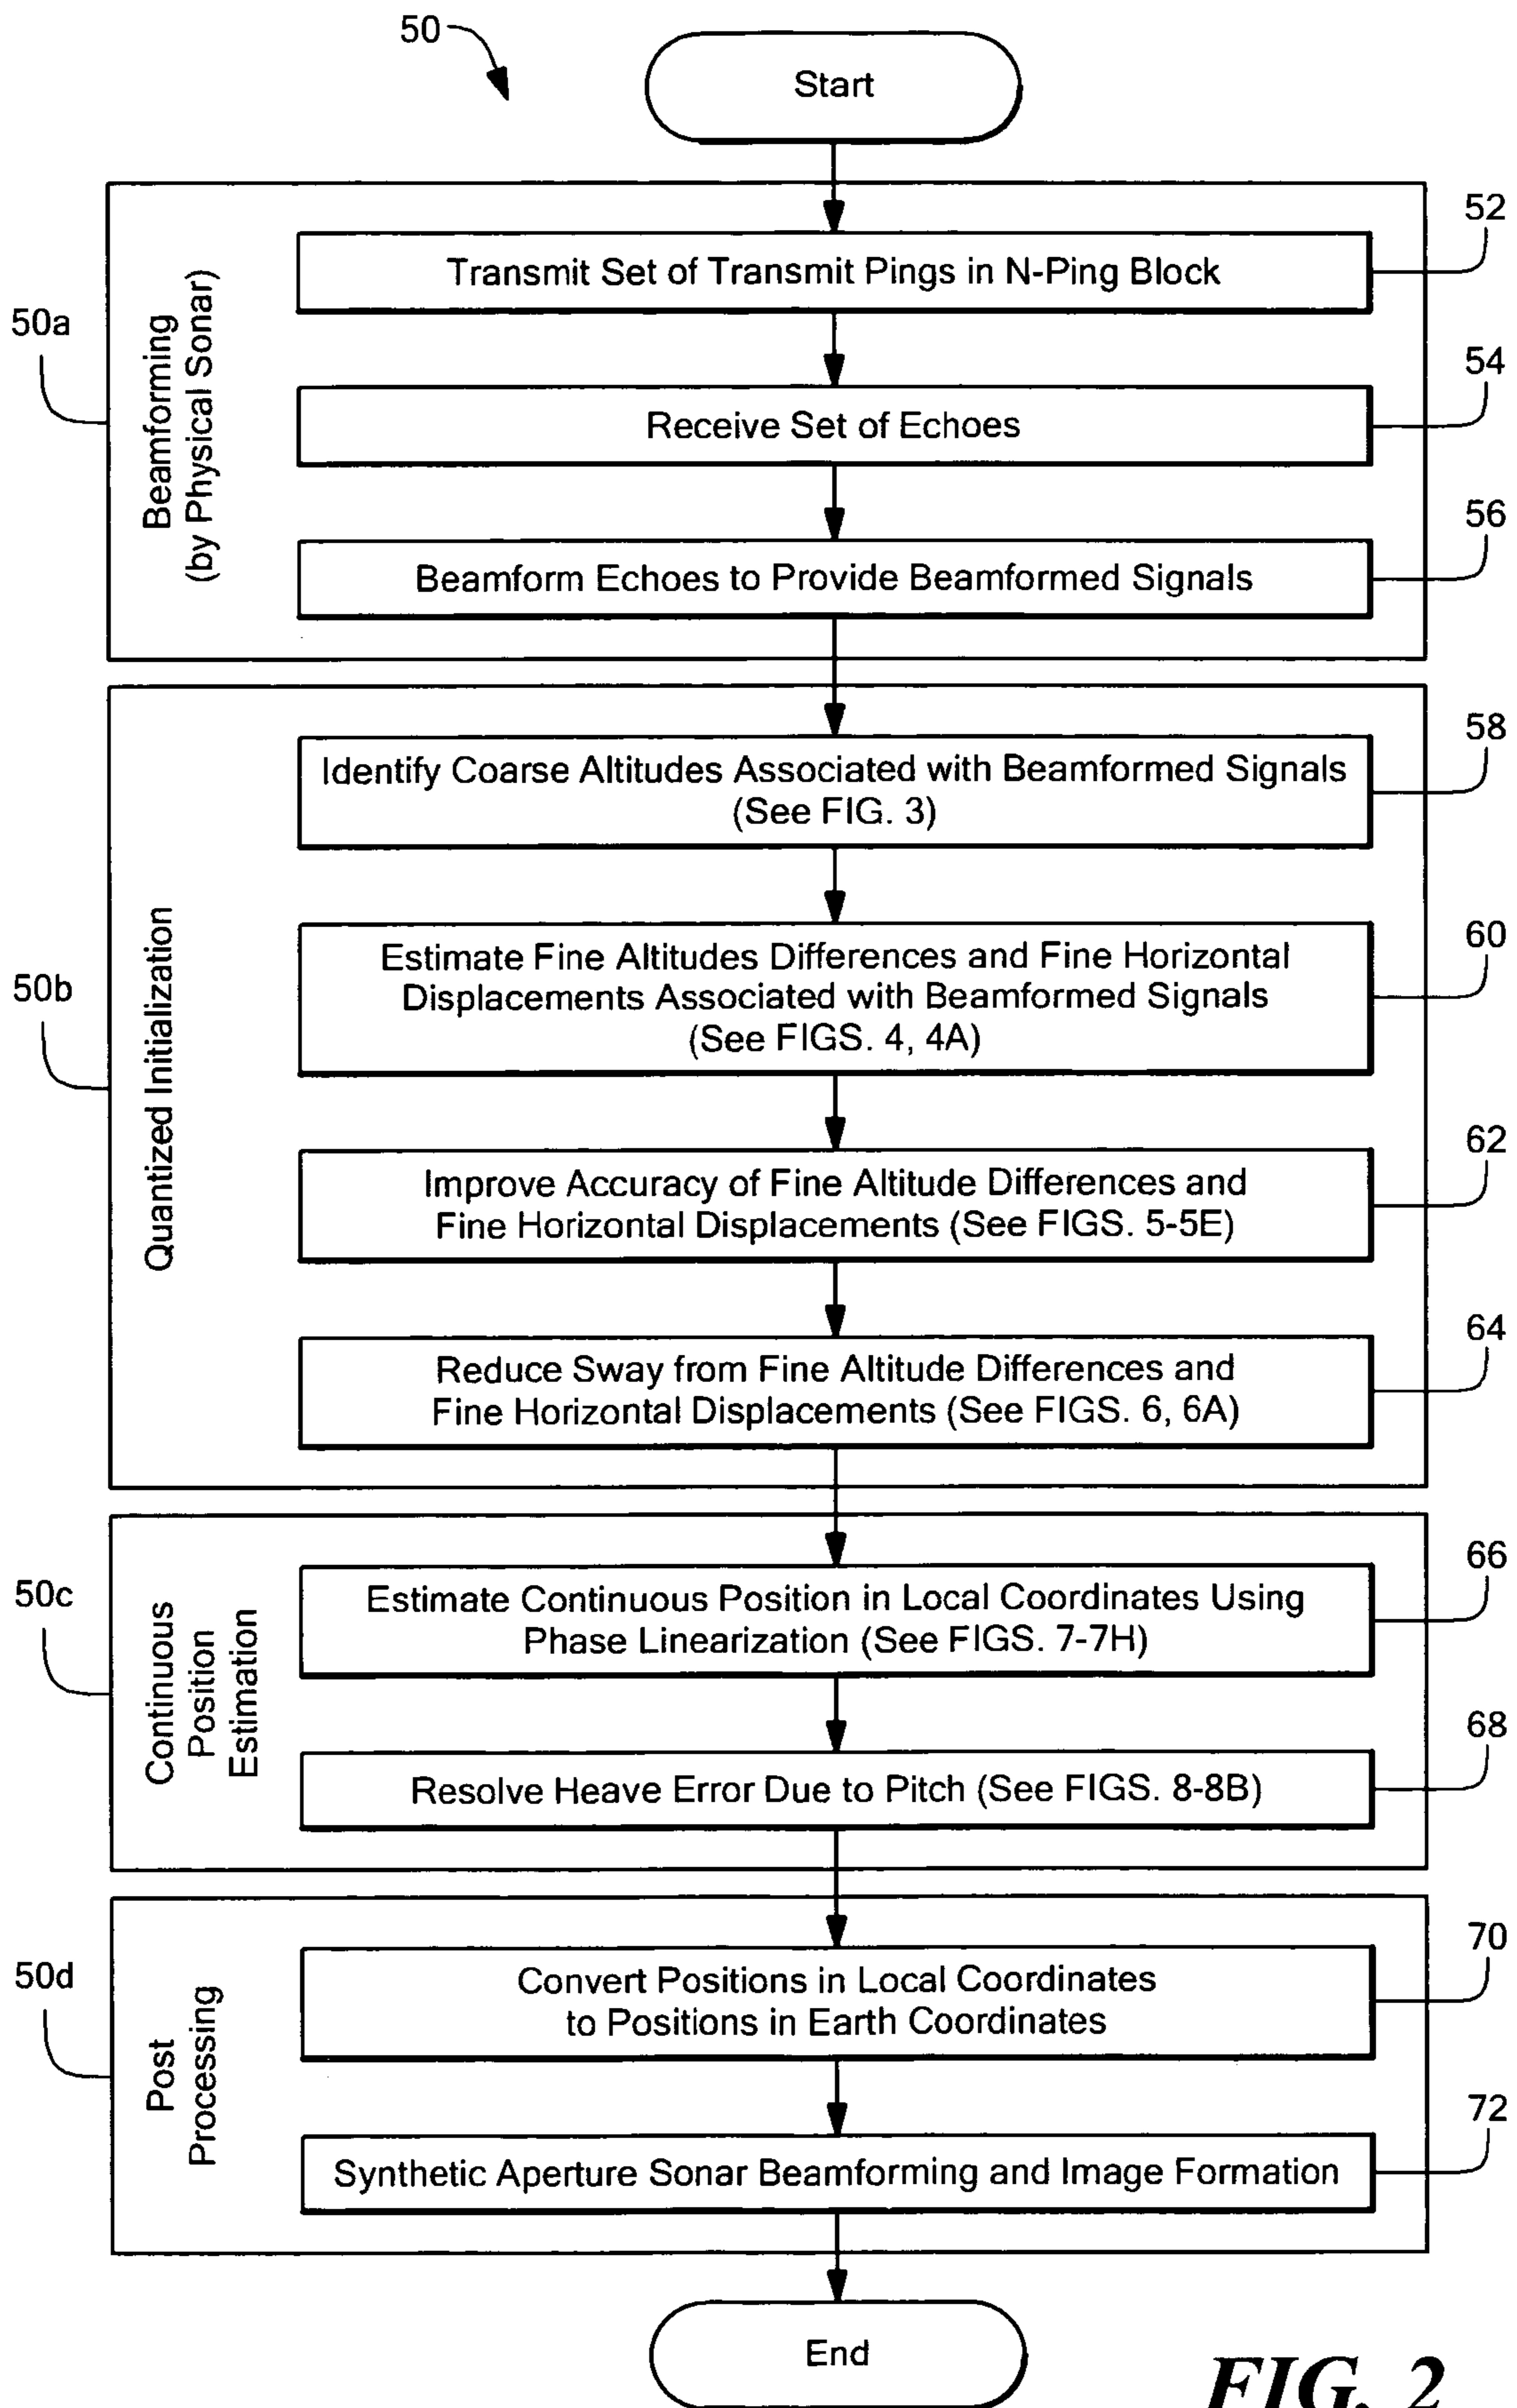 50
Start
50a
Beamforming
(by Physical Sonar)
52
Transmit Set of Transmit Pings in N-Ping Block
54
Receive Set of Echoes
56
Beamform Echoes to Provide Beamformed Signals
50b
Quantized Initialization
58
Identify Coarse Altitudes Associated with Beamformed Signals
(See FIG. 3)
60
Estimate Fine Altitudes Differences and Fine Horizontal
Displacements Associated with Beamformed Signals
(See FIGS. 4, 4A)
62
Improve Accuracy of Fine Altitude Differences and
Fine Horizontal Displacements (See FIGS. 5-5E)
64
Reduce Sway from Fine Altitude Differences and
Fine Horizontal Displacements (See FIGS. 6, 6A)
50c
Continuous
Position
Estimation
66
Estimate Continuous Position in Local Coordinates Using
Phase Linearization (See FIGS. 7-7H)
68
Resolve Heave Error Due to Pitch (See FIGS. 8-8B)
50d
Post
Processing
70
Convert Positions in Local Coordinates
to Positions in Earth Coordinates
72
Synthetic Aperture Sonar Beamforming and Image Formation
End
FIG. 2